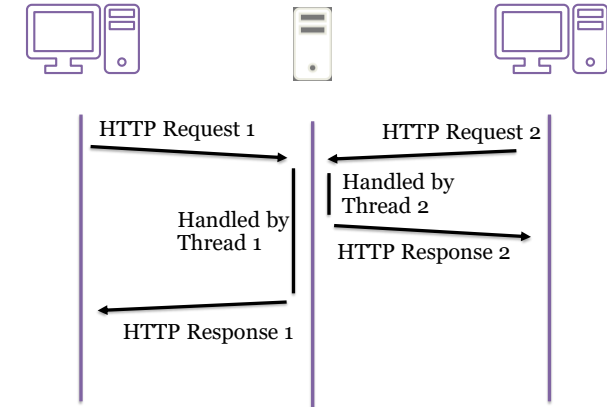 HTTP Request 1
HTTP Request 2
Handled by
Thread 2
Handled by
Thread 1
HTTP Response 2
HTTP Response 1